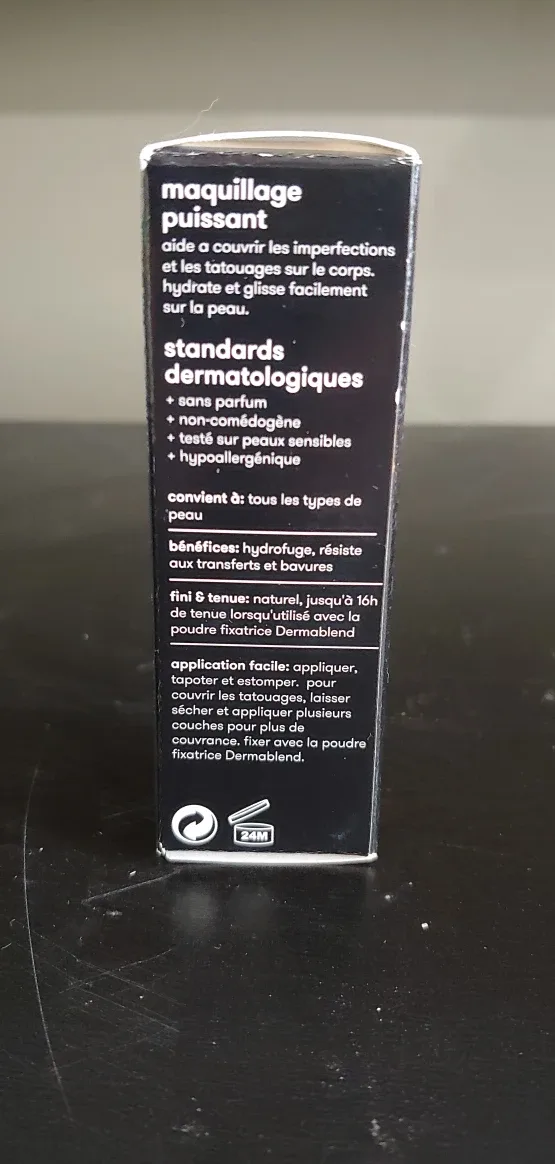 maquillage
puissant
aide a couvrir les imperfections
et les tatouages sur le corps.
hydrate et glisse facilement
sur la peau.
standards
dermatologiques
+ sans parfum
+ non-comédogène
+ testé sur peaux sensibles
+ hypoallergénique
convient à: tous les types de
peau
bénéfices: hydrofuge, résiste
aux transferts et bavures
fini & tenue: naturel, jusqu'à 16h
de tenue lorsqu'utilisé avec la
poudre fixatrice Dermablend
application facile: appliquer,
tapoter et estomper. pour
couvrir les tatouages, laisser
sécher et appliquer plusieurs
couches pour plus de
couvrance. fixer avec la poudre
fixatrice Dermablend.
24M